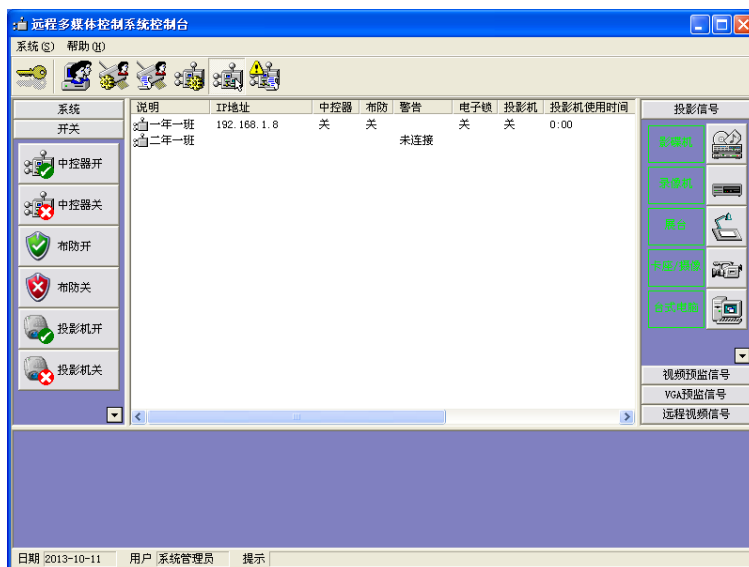 远程多媒体控制系统控制台
系统(S) 帮助(H)
系统
开关
中控器开
中控器关
布防开
布防关
投影机开
投影机关
说明 IP地址 中控器 布防 警告 电子锁 投影机 投影机使用时间
一年一班 192.168.1.8 关 关 关 关 0:00
二年一班 未连接
投影信号
视频预监信号
VGA预监信号
远程视频信号
日期 2013-10-11 用户 系统管理员 提示